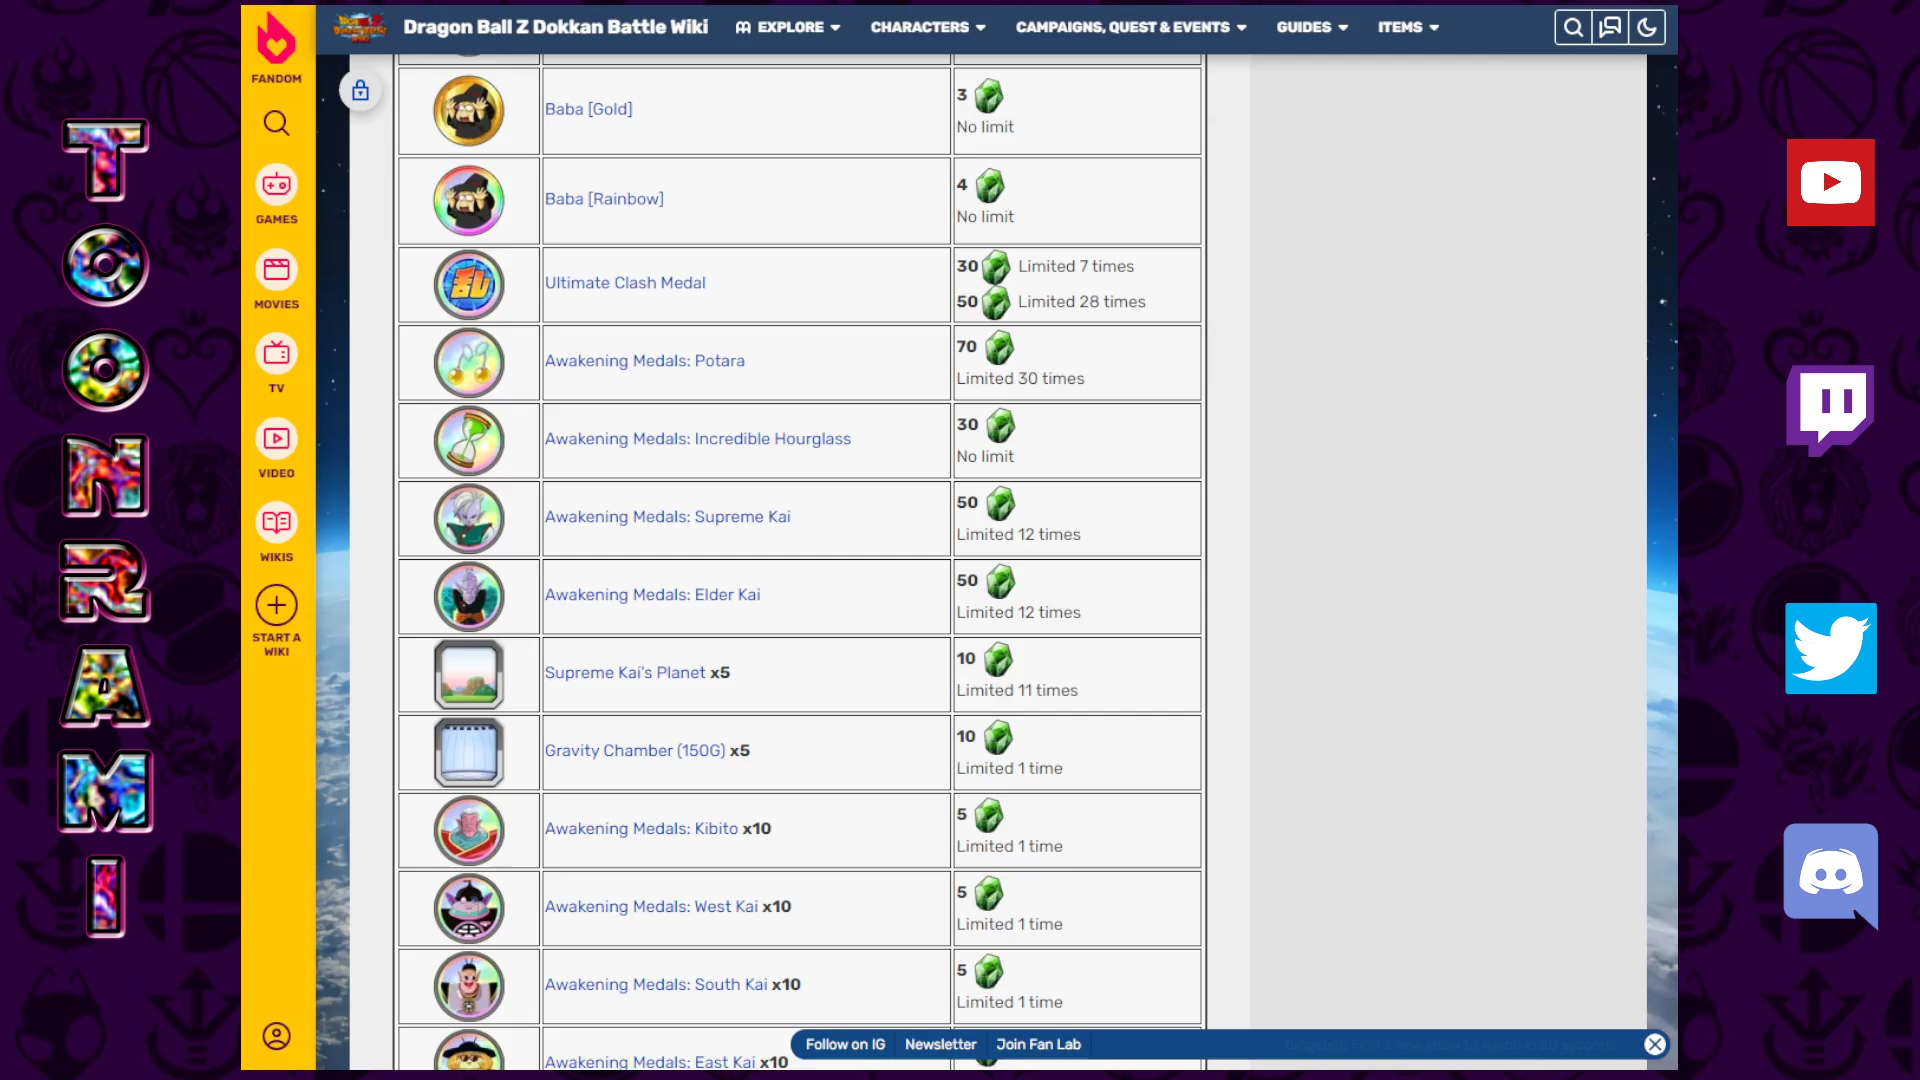 TOONRAMI
FANDOM
GAMES
MOVIES
TV
VIDEO
WIKIS
START A
WIKI
Dragon Ball Z Dokkan Battle Wiki
EXPLORE
CHARACTERS
CAMPAIGNS, QUEST & EVENTS
GUIDES
ITEMS
Baba [Gold]
3
No limit
Baba [Rainbow]
4
No limit
乱
Ultimate Clash Medal
30 Limited 7 times
50 Limited 28 times
Awakening Medals: Potara
70
Limited 30 times
Awakening Medals: Incredible Hourglass
30
No limit
Awakening Medals: Supreme Kai
50
Limited 12 times
Awakening Medals: Elder Kai
50
Limited 12 times
Supreme Kai's Planet x5
10
Limited 11 times
Gravity Chamber (150G) x5
10
Limited 1 time
Awakening Medals: Kibito x10
5
Limited 1 time
Awakening Medals: West Kai x10
5
Limited 1 time
Awakening Medals: South Kai x10
5
Limited 1 time
Awakening Medals: East Kai x10
Follow on IG
Newsletter
Join Fan Lab